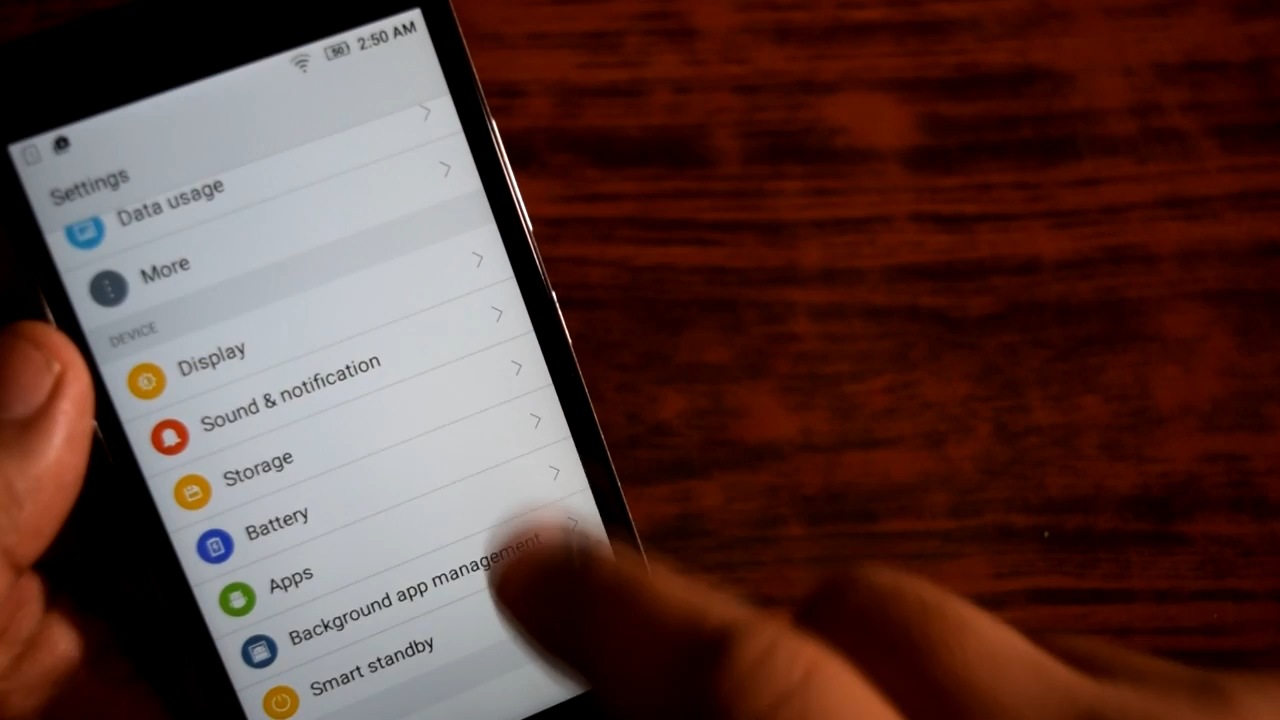 50 2:50 AM
Settings
Data usage
More
DEVICE
Display
Sound & notification
Storage
Battery
Apps
Background app management
Smart standby